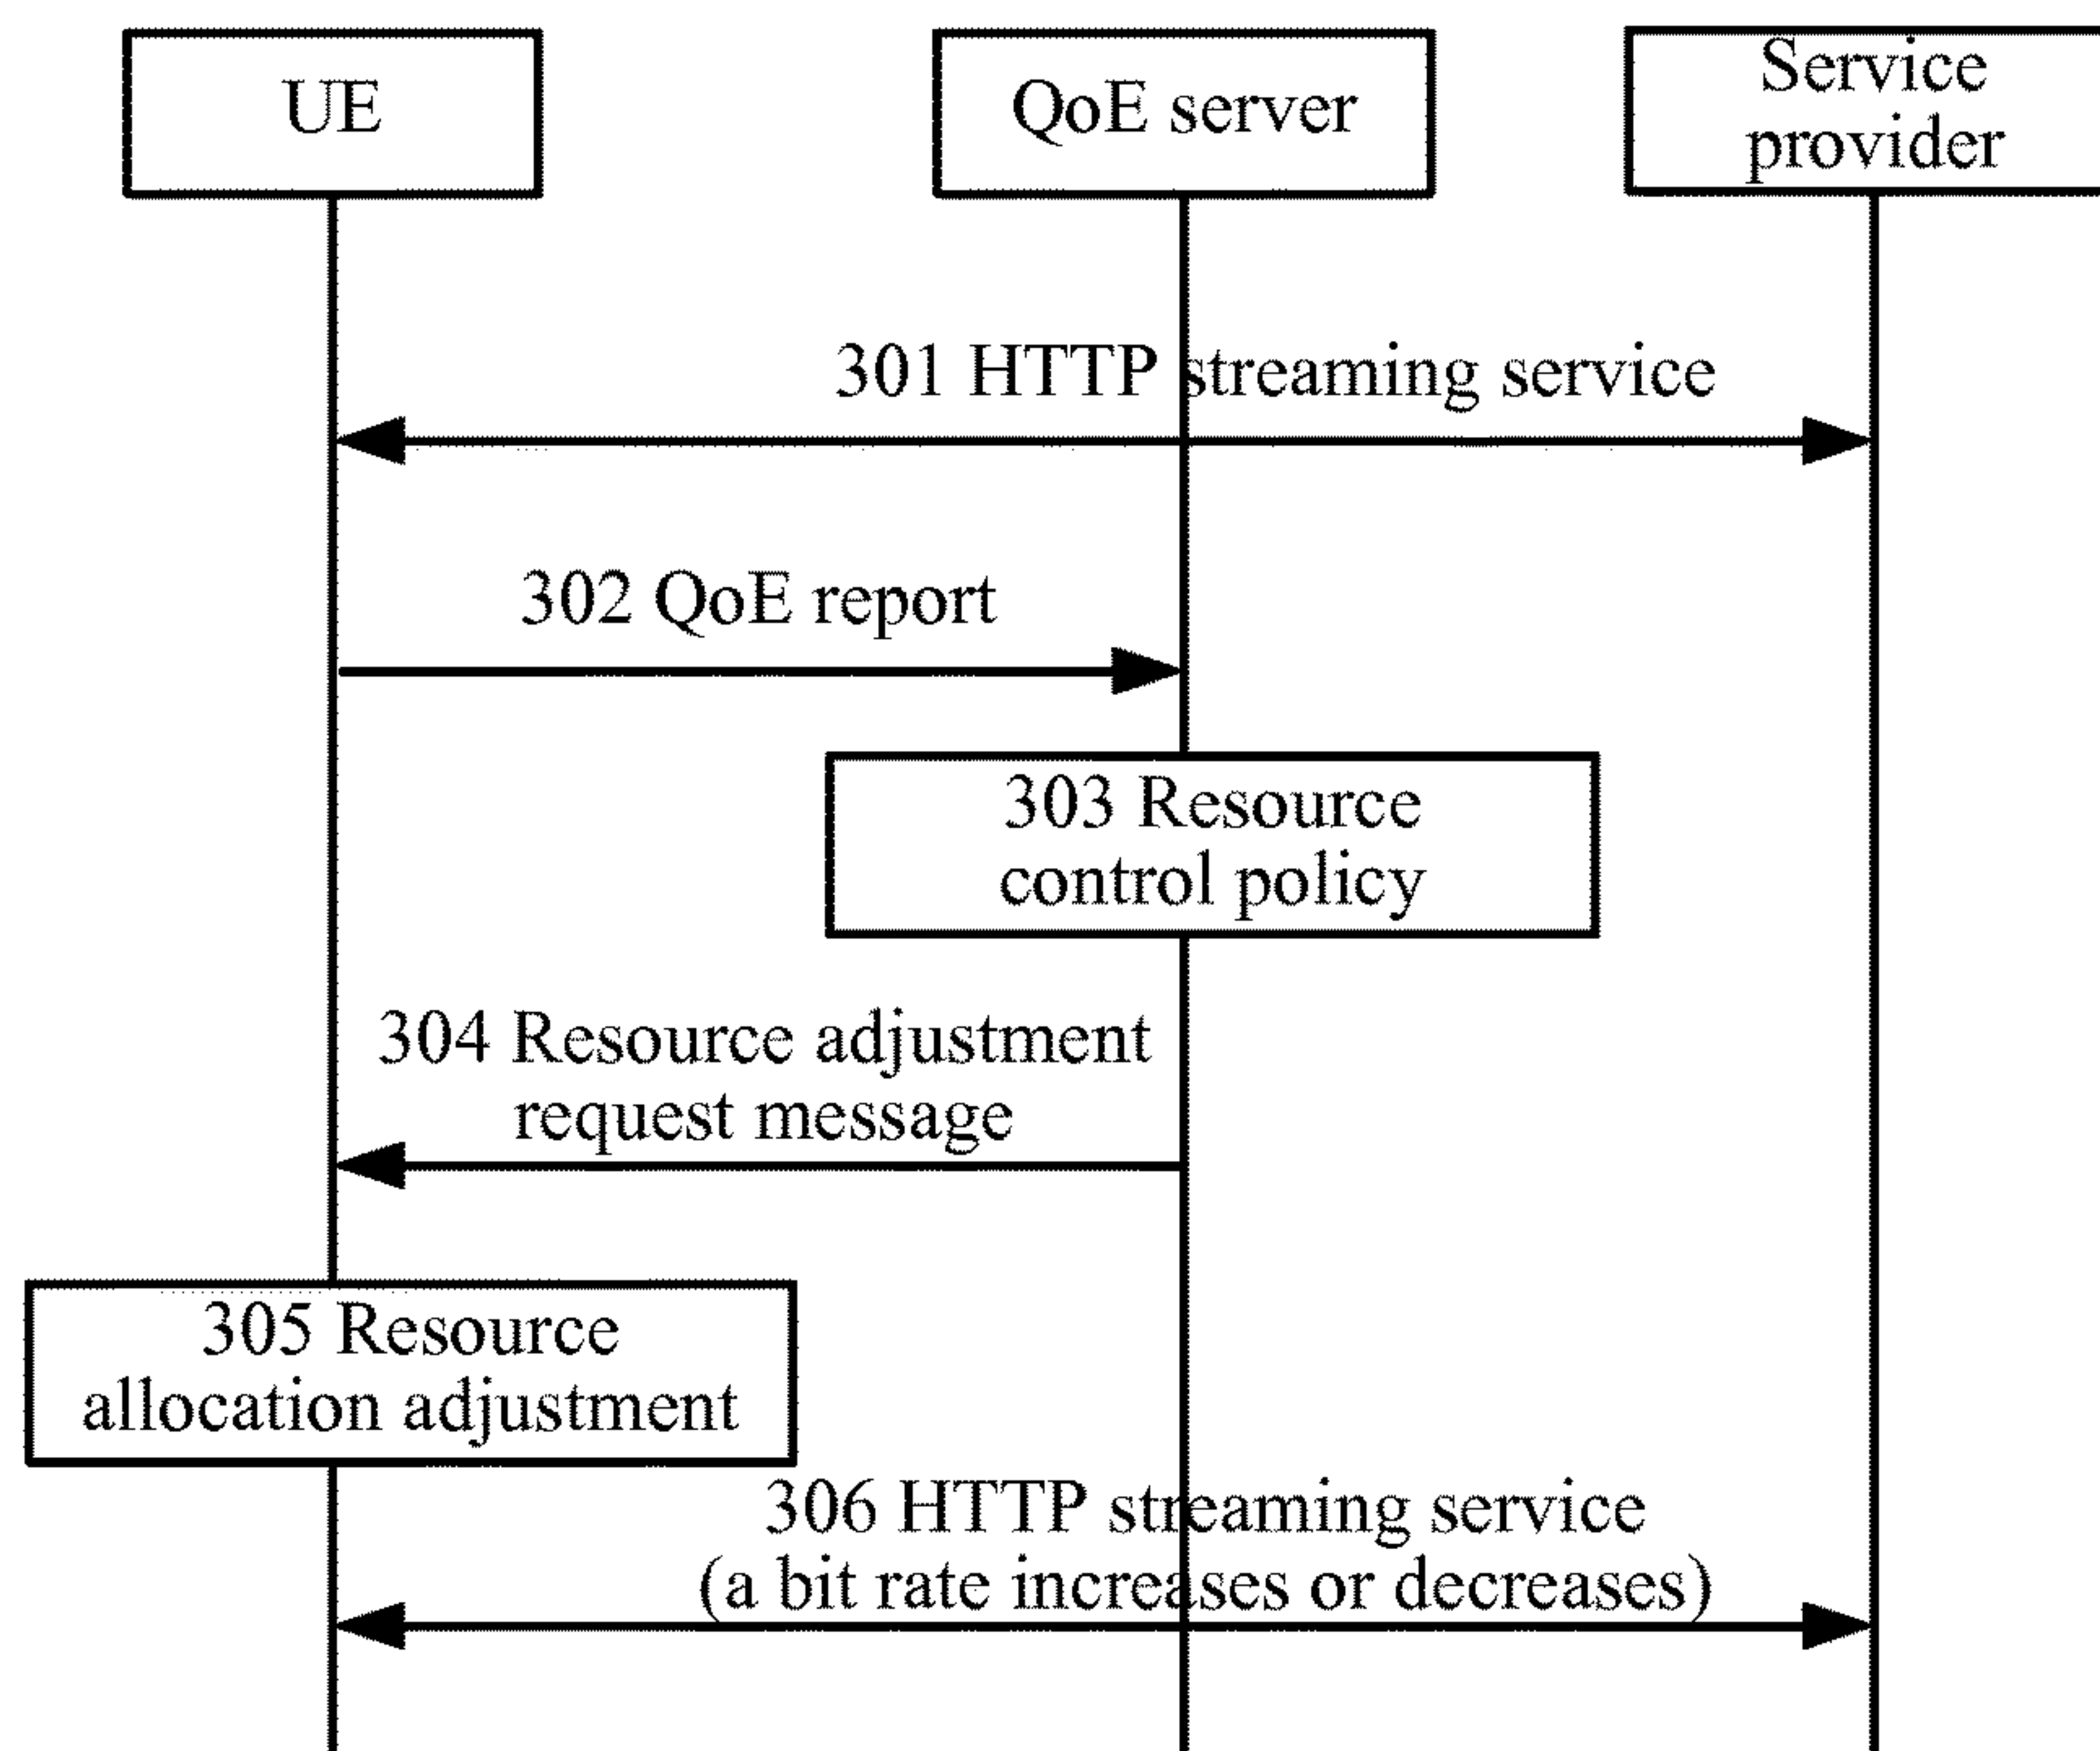 UE
QoE server
Service
provider
301 HTTP streaming service
302 QoE report
303 Resource
control policy
304 Resource adjustment
request message
305 Resource
allocation adjustment
306 HTTP streaming service
(a bit rate increases or decreases)